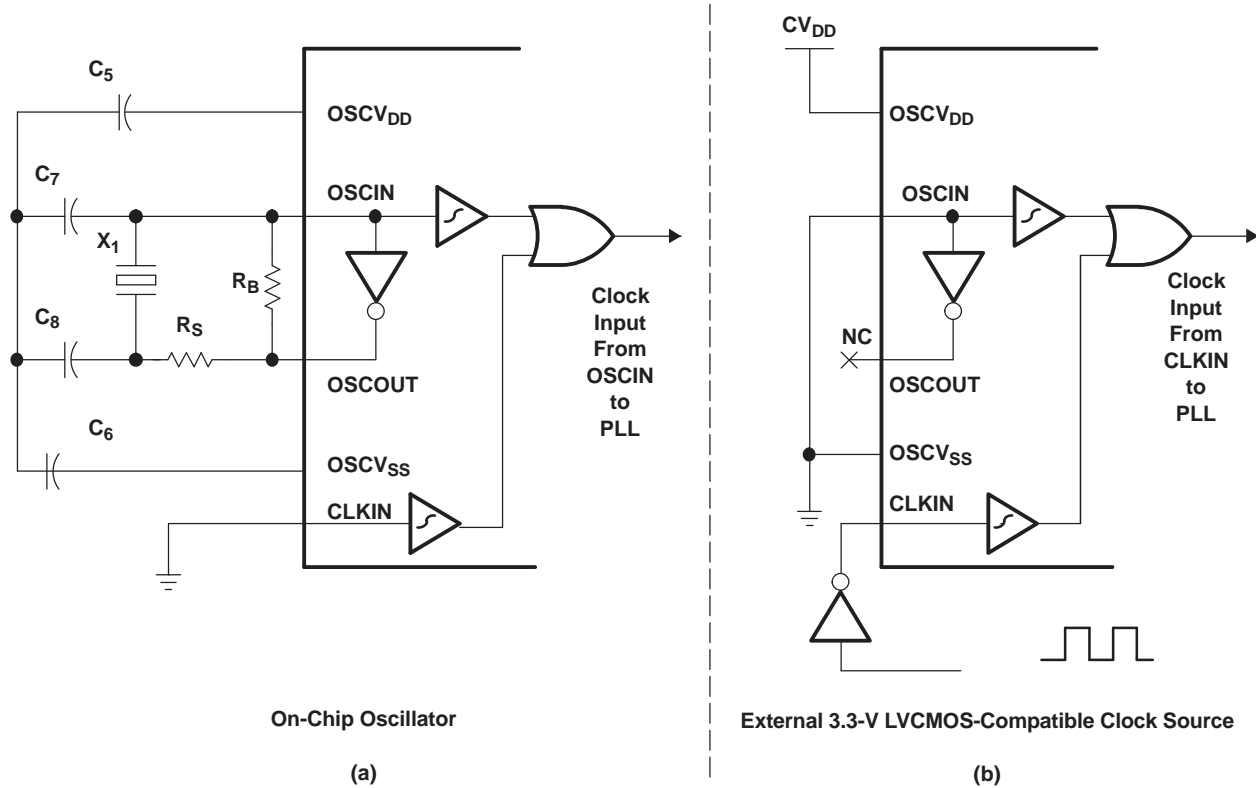 C5
OSCVDD
C7
OSCIN
X1
RB
C8
RS
OSCOUT
C6
OSCVSS
CLKIN
Clock
Input
From
OSCIN
to
PLL
On-Chip Oscillator
(a)
CVDD
OSCVDD
OSCIN
NC
OSCOUT
OSCVSS
CLKIN
Clock
Input
From
CLKIN
to
PLL
External 3.3-V LVCMOS-Compatible Clock Source
(b)